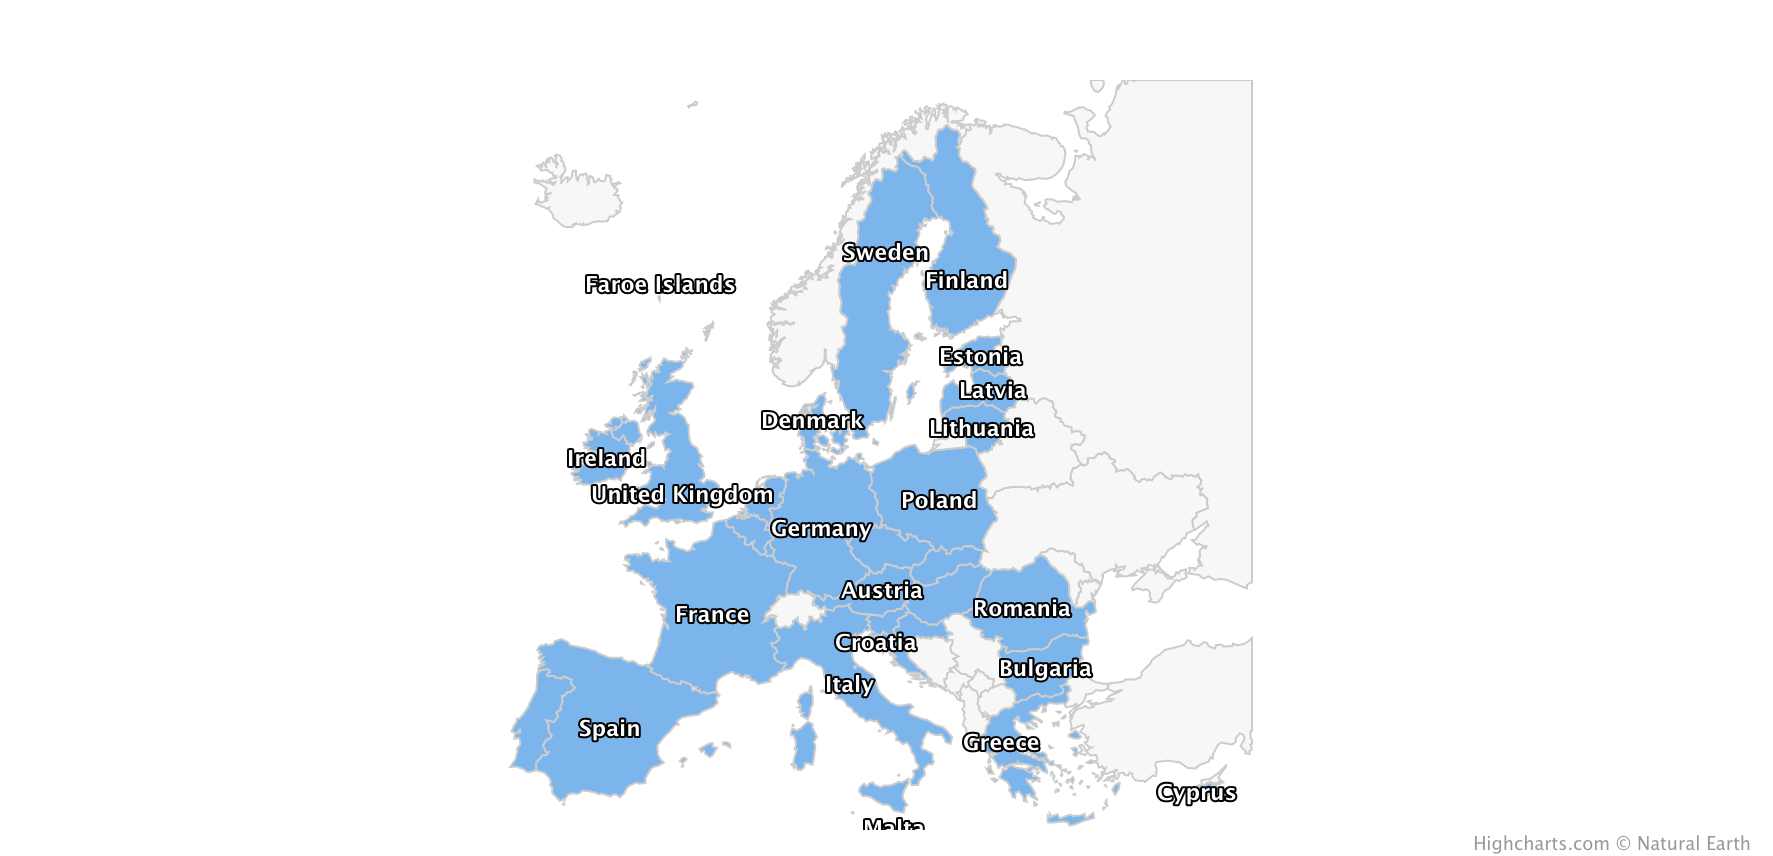 Sweden
Faroe Islands
Finland
Estonia
Latvia
Denmark
Lithuania
Ireland
United Kingdom
Poland
Germany
Austria
France
Romania
Croatia
Bulgaria
Italy
Spain
Greece
Cyprus
Malta
Highcharts.com © Natural Earth